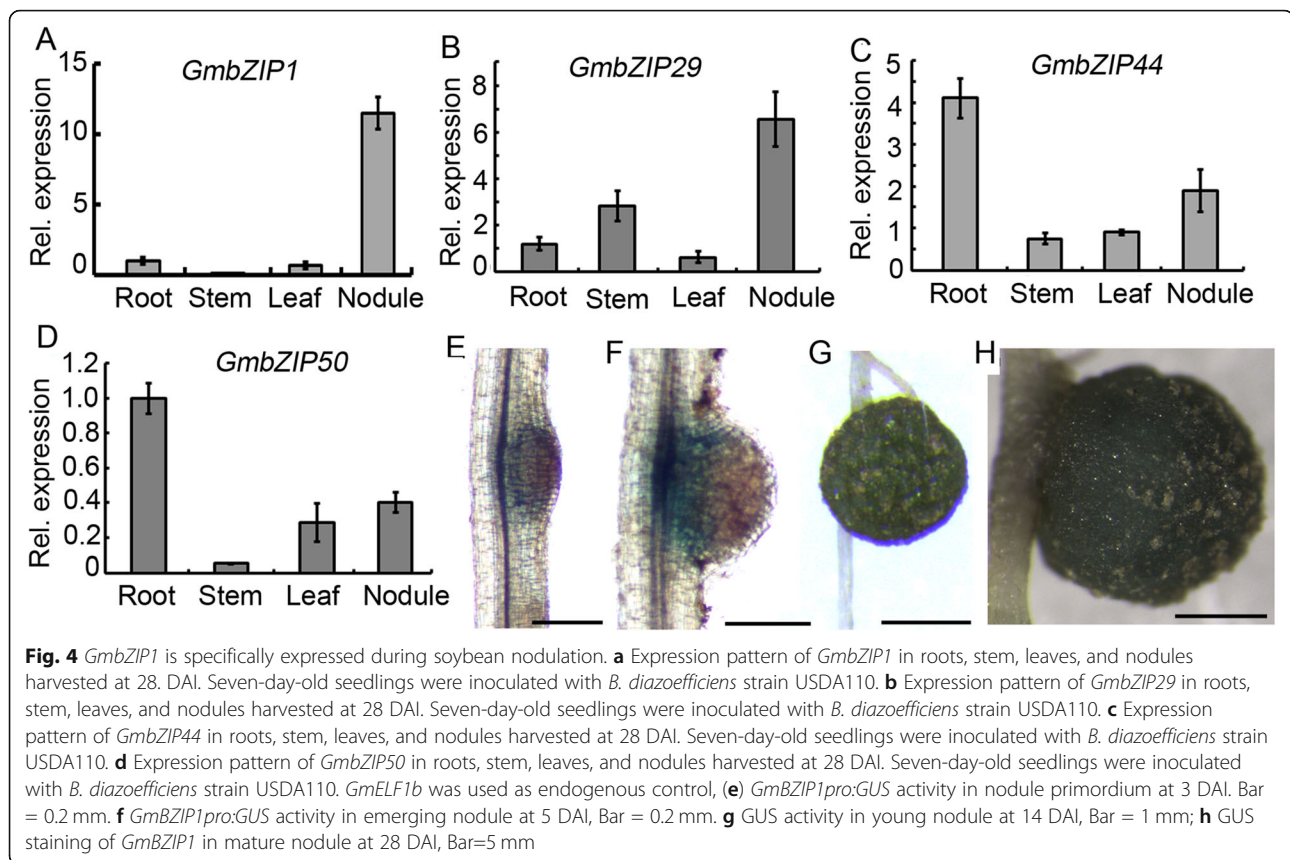 A
GmbZIP1
Rel. expression
15
10
5
0
Root Stem Leaf Nodule
B
GmbZIP29
Rel. expression
8
6
4
2
0
Root Stem Leaf Nodule
C
GmbZIP44
Rel. expression
5
4
3
2
1
0
Root Stem Leaf Nodule
D
GmbZIP50
Rel. expression
1.2
1.0
0.8
0.6
0.4
0.2
0
Root Stem Leaf Nodule
E
F
G
H
Fig. 4 GmbZIP1 is specifically expressed during soybean nodulation. a Expression pattern of GmbZIP1 in roots, stem, leaves, and nodules
harvested at 28. DAI. Seven-day-old seedlings were inoculated with B. diazoefficiens strain USDA110. b Expression pattern of GmbZIP29 in roots,
stem, leaves, and nodules harvested at 28 DAI. Seven-day-old seedlings were inoculated with B. diazoefficiens strain USDA110. c Expression
pattern of GmbZIP44 in roots, stem, leaves, and nodules harvested at 28 DAI. Seven-day-old seedlings were inoculated with B. diazoefficiens strain
USDA110. d Expression pattern of GmbZIP50 in roots, stem, leaves, and nodules harvested at 28 DAI. Seven-day-old seedlings were inoculated
with B. diazoefficiens strain USDA110. GmELF1b was used as endogenous control, (e) GmBZIP1pro:GUS activity in nodule primordium at 3 DAI. Bar
= 0.2 mm. f GmBZIP1pro:GUS activity in emerging nodule at 5 DAI, Bar = 0.2 mm. g GUS activity in young nodule at 14 DAI, Bar = 1 mm; h GUS
staining of GmBZIP1 in mature nodule at 28 DAI, Bar=5 mm